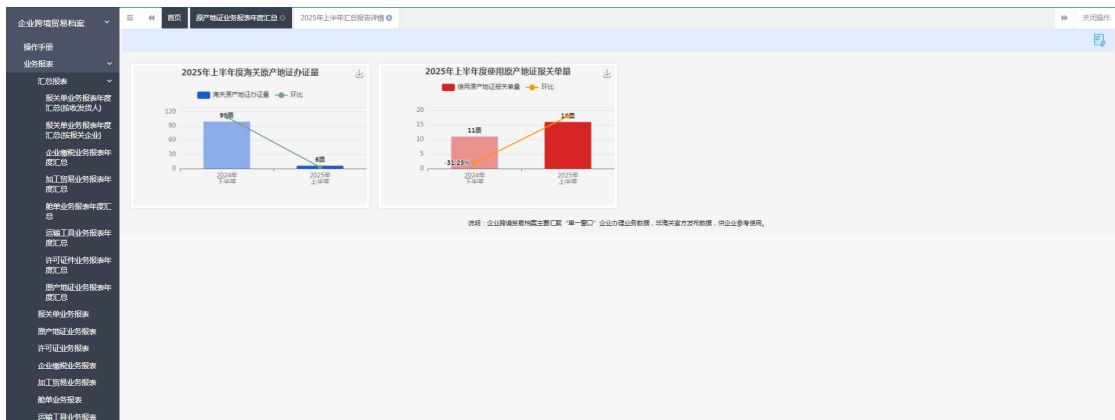 企业跨境贸易档案
首页
原产地证业务报表年度汇总
2025年上半年汇总报告详情
关闭操作
操作手册
业务报表
汇总报表
报关单业务报表年度
汇总(按收发货人)
报关单业务报表年度
汇总(按报关企业)
企业缴税业务报表年
度汇总
加工贸易业务报表年
度汇总
舱单业务报表年度汇
总
运输工具业务报表年
度汇总
许可证件业务报表年
度汇总
原产地证业务报表年
度汇总
报关单业务报表
原产地证业务报表
许可证业务报表
企业缴税业务报表
加工贸易业务报表
舱单业务报表
运输工具业务报表
2025年上半年度海关原产地证办证量
海关原产地证办证量
环比
120
90
60
30
0
6票
2024年
下半年
2025年
上半年
2025年上半年度使用原产地证报关单量
使用原产地证报关单量
环比
20
15
10
5
0
11票
-31.25%
16票
2024年
下半年
2025年
上半年
说明：企业跨境贸易档案主要汇聚“单一窗口”企业办理业务数据，非海关官方发布数据，供企业参考使用。